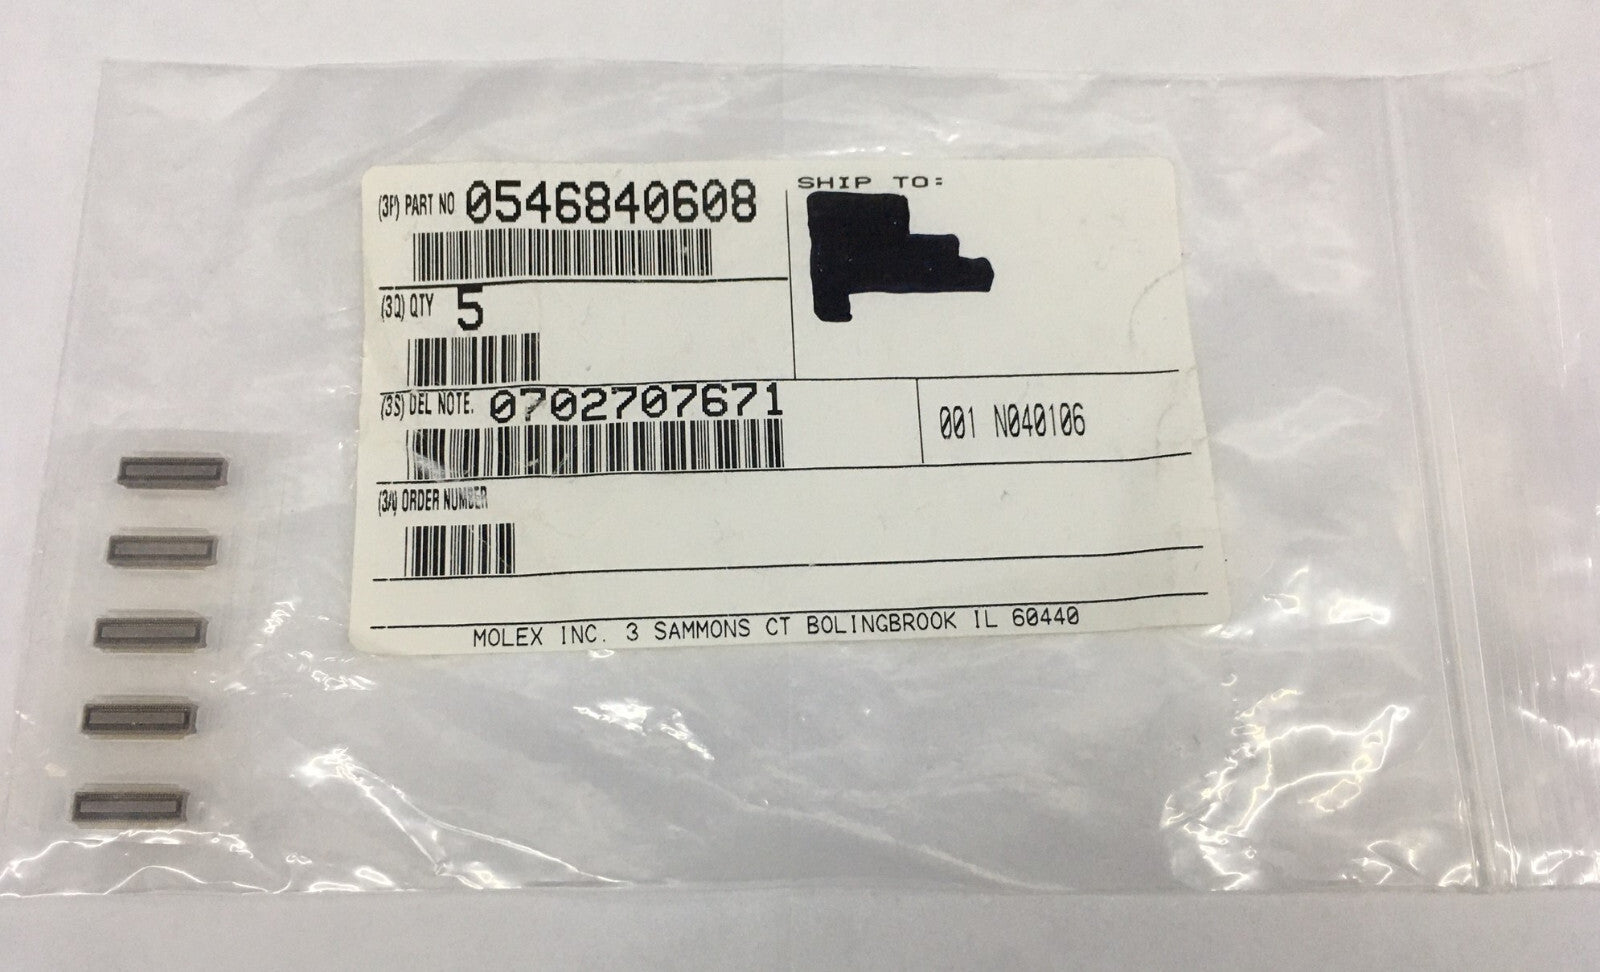 (3P) PART NO 0546840608
SHIP TO:
(3Q) QTY 5
(3S) DEL NOTE. 0702707671
001 N040106
(3A) ORDER NUMBER
MOLEX INC. 3 SAMMONS CT BOLINGBROOK IL 60440